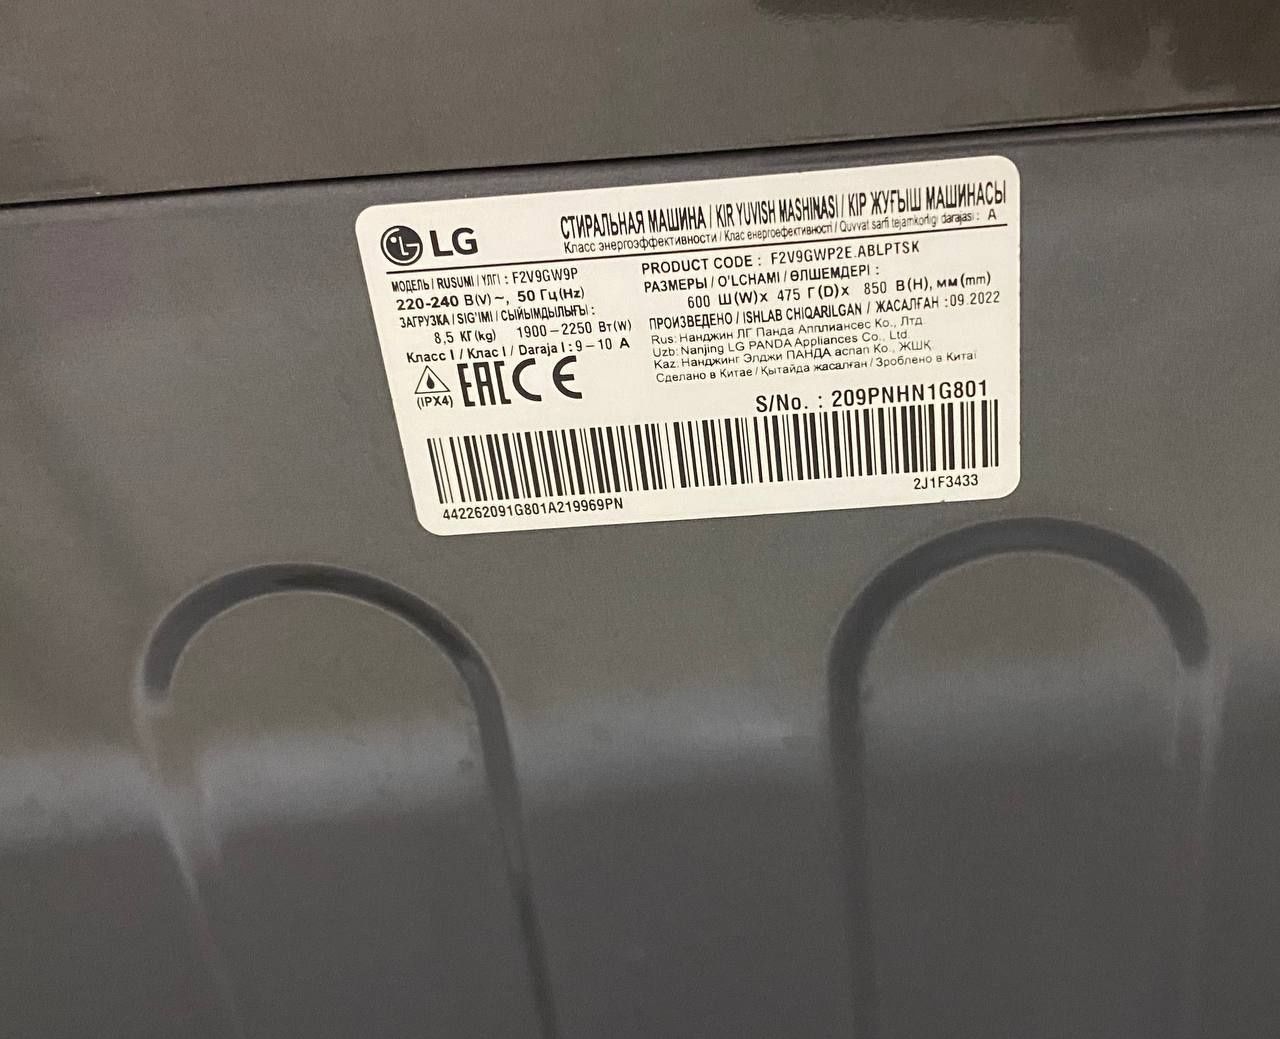 LG
СТИРАЛЬНАЯ МАШИНА / KIR YUVISH MASHINASI / КІР ЖУҒЫШ МАШИНАСЫ
Класс энергоэффективности / Клас енергоефективності / Quvvat sarfi tejamkorligi darajasi : A
МОДЕЛЬ / RUSUMI / ҮЛГІ : F2V9GW9P
220-240 В(V) ~, 50 Гц(Hz)
ЗАГРУЗКА / SIG'IMI / СЫЙЫМДЫЛЫҒЫ :
8,5 КГ(kg) 1900-2250 Вт(W)
Класс I / Клас I / Daraja I : 9-10 A
(IPX4) EAC CE
PRODUCT CODE : F2V9GWP2E.ABLPTSK
РАЗМЕРЫ / O'LCHAMI / ӨЛШЕМДЕРІ :
600 Ш(W)x 475 Г(D)x 850 В(H), мм(mm)
ПРОИЗВЕДЕНО / ISHLAB CHIQARILGAN / ЖАСАЛҒАН :09.2022
Rus: Нанджин ЛГ Панда Апплиансес Ко., Лтд.
Uzb: Nanjing LG PANDA Appliances Co., Ltd.
Kaz: Нанджинг Элджи ПАНДА аспап Ко., ЖШҚ
Сделано в Китае / Қытайда жасалған / Зроблено в Китаї
S/No. : 209PNHN1G801
442262091G801A219969PN
2J1F3433